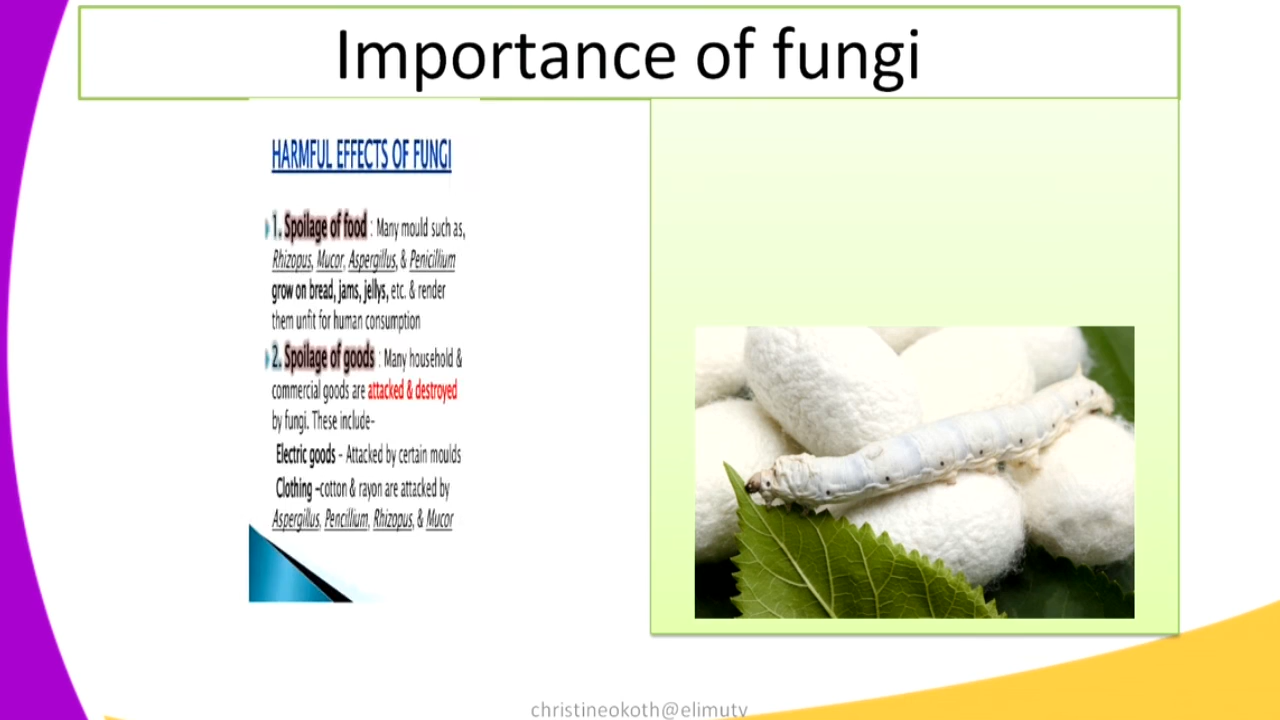 Importance of fungi
HARMFUL EFFECTS OF FUNGI
1. Spoilage of food : Many mould such as,
Rhizopus, Mucor, Aspergillus, & Penicillium
grow on bread, jams, jellys, etc. & render
them unfit for human consumption
2. Spoilage of goods : Many household &
commercial goods are attacked & destroyed
by fungi. These include-
Electric goods - Attacked by certain moulds
Clothing -cotton & rayon are attacked by
Aspergillus, Pencillium, Rhizopus, & Mucor
christineokoth@elimutv